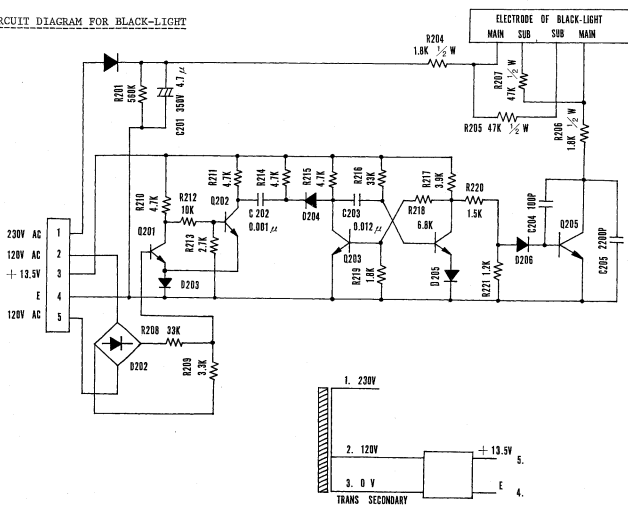 RCUIT DIAGRAM FOR BLACK-LIGHT
ELECTRODE OF BLACK-LIGHT
MAIN SUB SUB MAIN
R204
1.8K 1/2 W
R207
47K 1/2 W
R205 47K 1/2 W
R206
1.8K
R201
560K
C201
350V 4.7μ
R210
4.7K
R212
10K
Q201
R213
2.7K
D203
Q202
R211
4.7K
R214
4.7K
C 202
0.001μ
D204
R215
4.7K
R216
33K
C203
0.012μ
Q203
R219
1.8K
R217
3.9K
R218
6.8K
D205
R220
1.5K
R221
1.2K
D206
C204
100P
Q205
C205
2200P
230V AC 1
120V AC 2
+ 13.5V 3
E 4
120V AC 5
R208 33K
R209
3.3K
D202
1. 230V
2. 120V
3. 0 V
TRANS SECONDARY
+ 13.5V
5.
E
4.